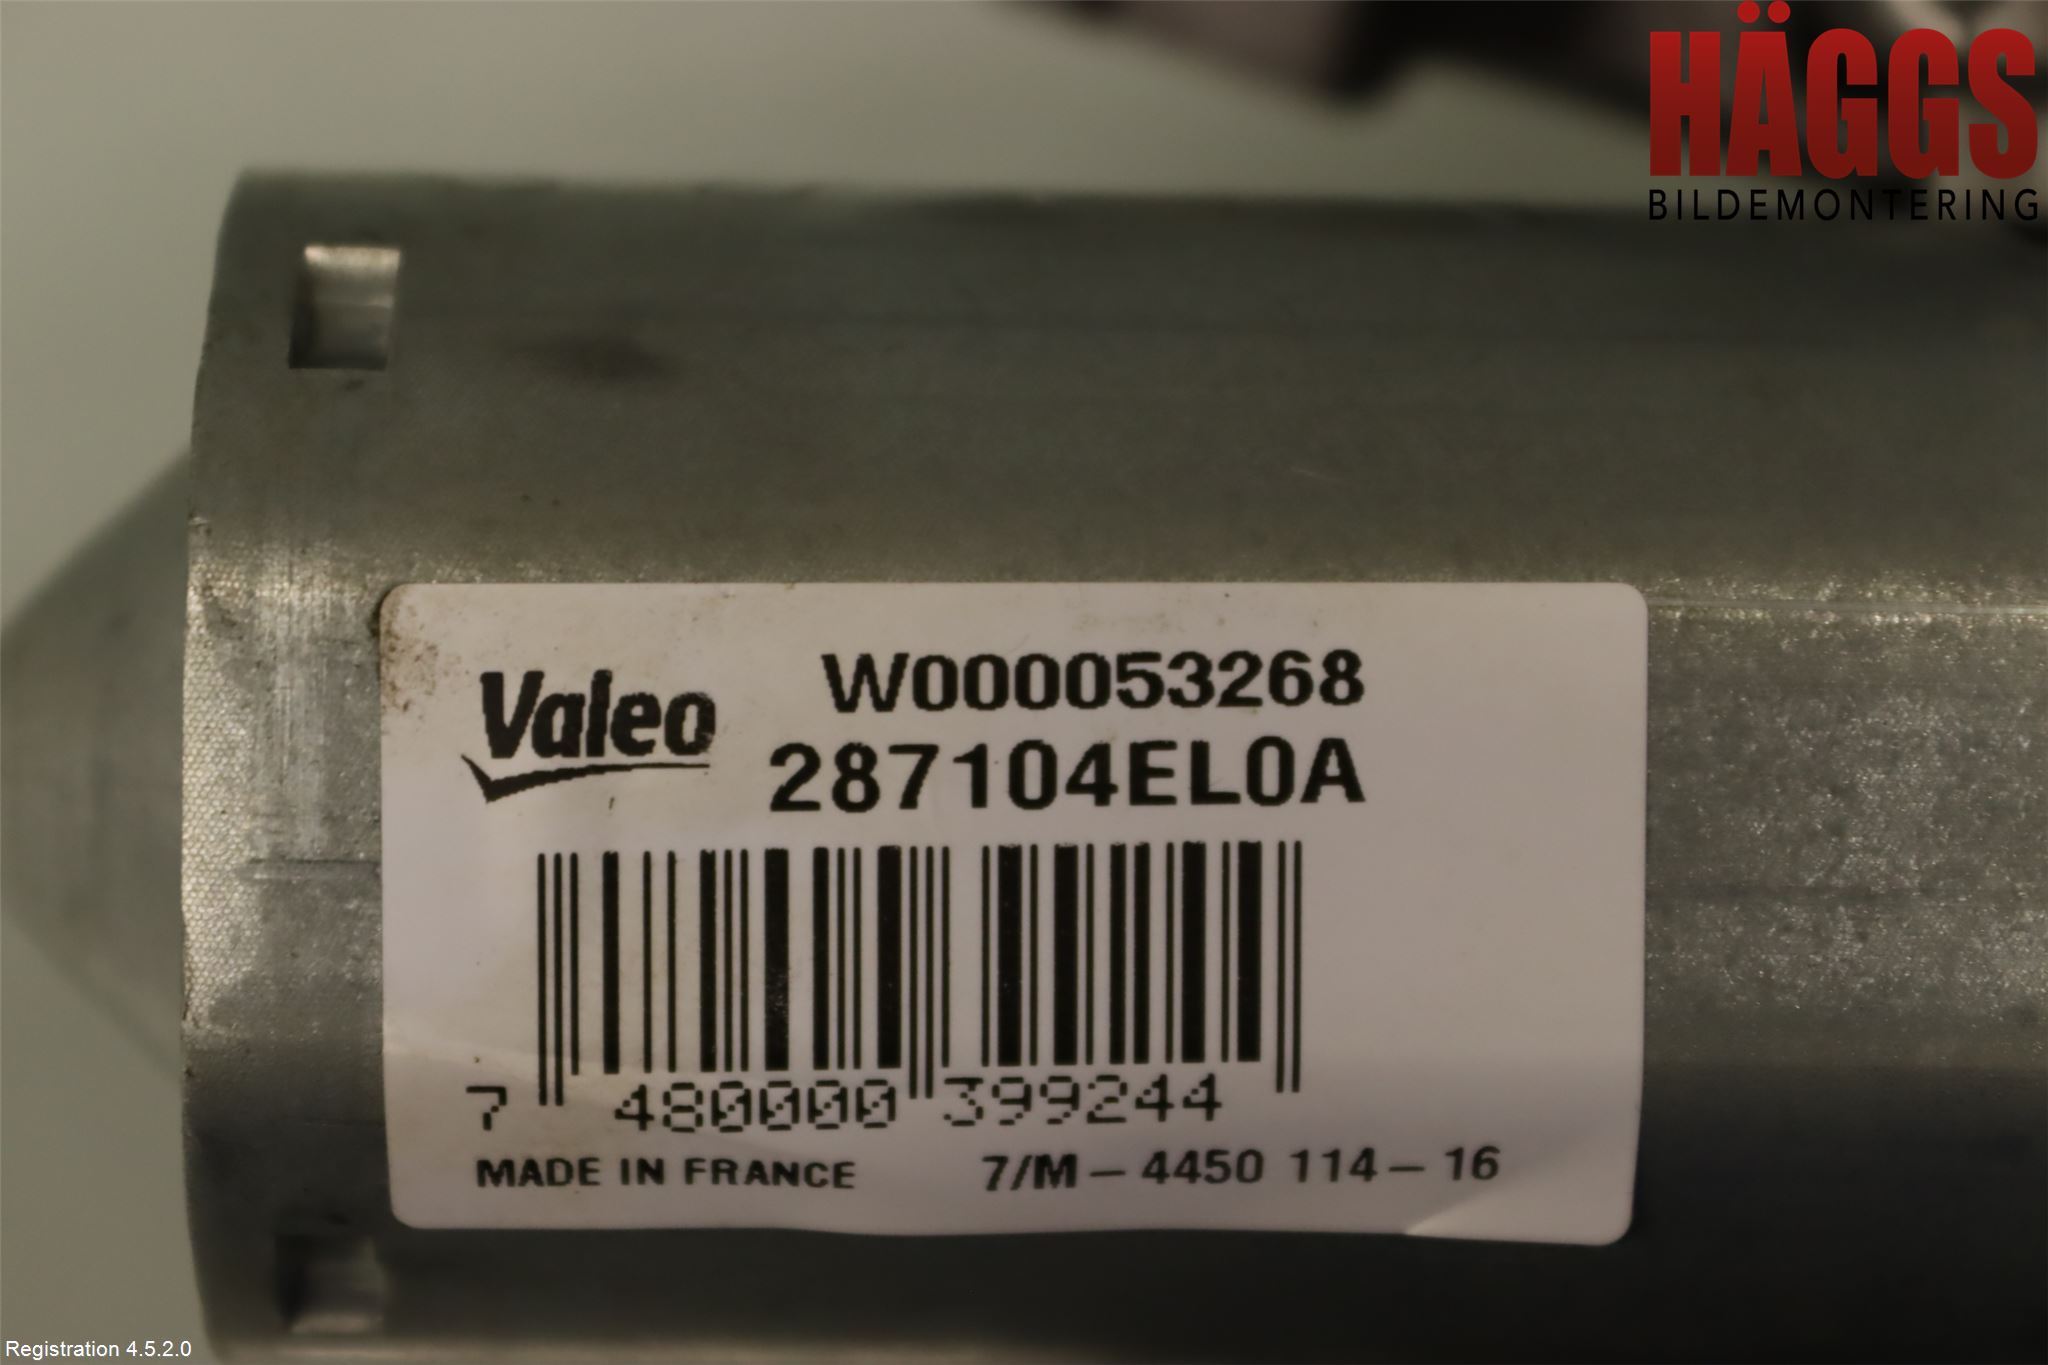 HÄGGS
BILDEMONTERING
Valeo
W000053268
287104EL0A
7 480000 399244
MADE IN FRANCE 7/M-4450 114-16
Registration 4.5.2.0